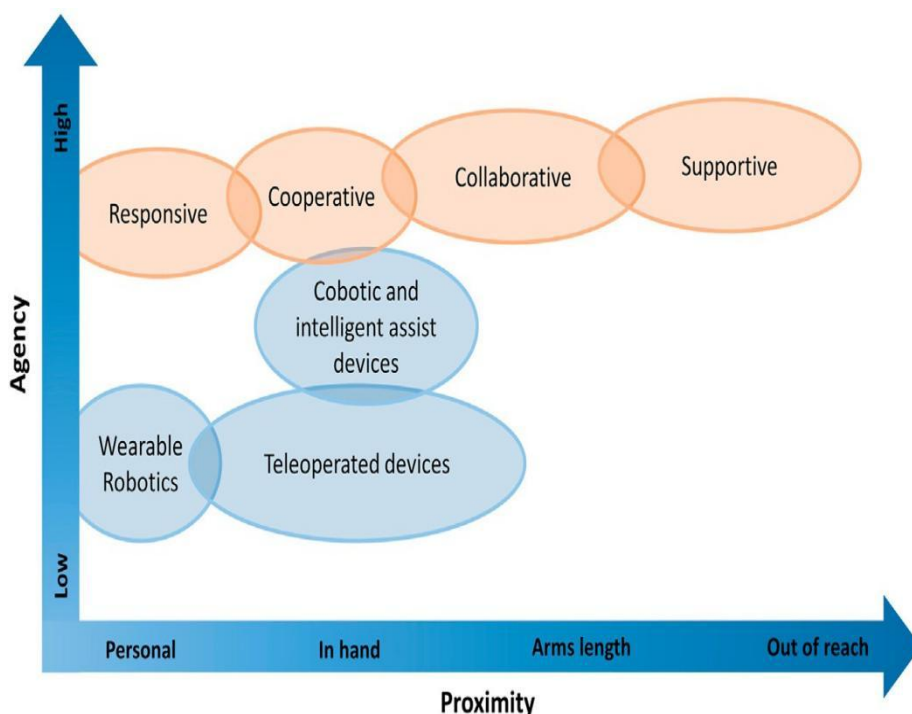 High
Agency
Low
Responsive
Cooperative
Collaborative
Supportive
Cobotic and
intelligent assist
devices
Wearable
Robotics
Teleoperated devices
Personal
In hand
Arms length
Out of reach
Proximity